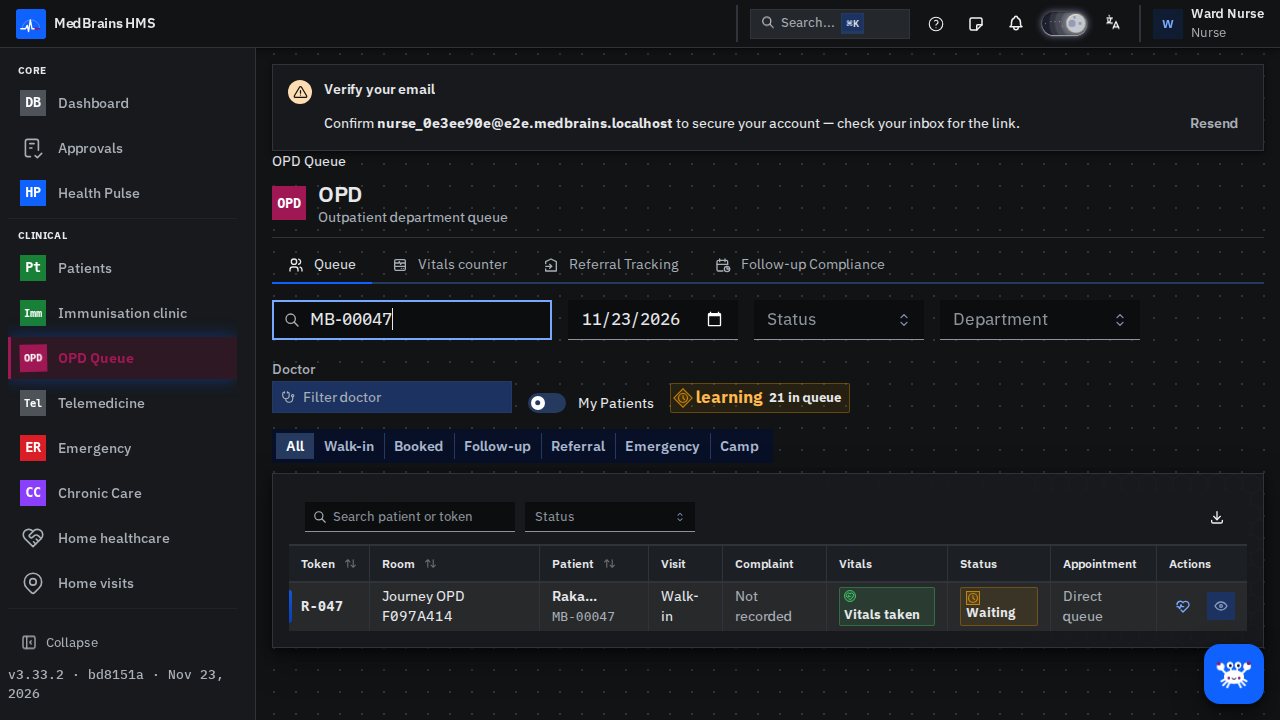 MedBrains HMS
Search...
⌘K
W
Ward Nurse
Nurse
CORE
DB Dashboard
Approvals
HP Health Pulse
CLINICAL
Pt Patients
Imm Immunisation clinic
OPD OPD Queue
Tel Telemedicine
ER Emergency
CC Chronic Care
Home healthcare
Home visits
Collapse
v3.33.2 · bd8151a · Nov 23,
2026
Verify your email
Confirm nurse_0e3ee90e@e2e.medbrains.localhost to secure your account — check your inbox for the link.
Resend
OPD Queue
OPD
OPD
Outpatient department queue
Queue
Vitals counter
Referral Tracking
Follow-up Compliance
MB-00047
11/23/2026
Status
Department
Doctor
Filter doctor
My Patients
learning 21 in queue
All
Walk-in
Booked
Follow-up
Referral
Emergency
Camp
Search patient or token
Status
Token Room Patient Visit Complaint Vitals Status Appointment Actions
R-047
Journey OPD
F097A414
Raka...
MB-00047
Walk-
in
Not
recorded
Vitals taken
Waiting
Direct
queue